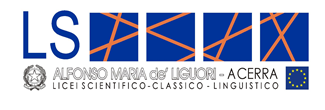 LS
ALFONSO MARIA de' LIGUORI - ACERRA
LICEI SCIENTIFICO-CLASSICO - LINGUISTICO